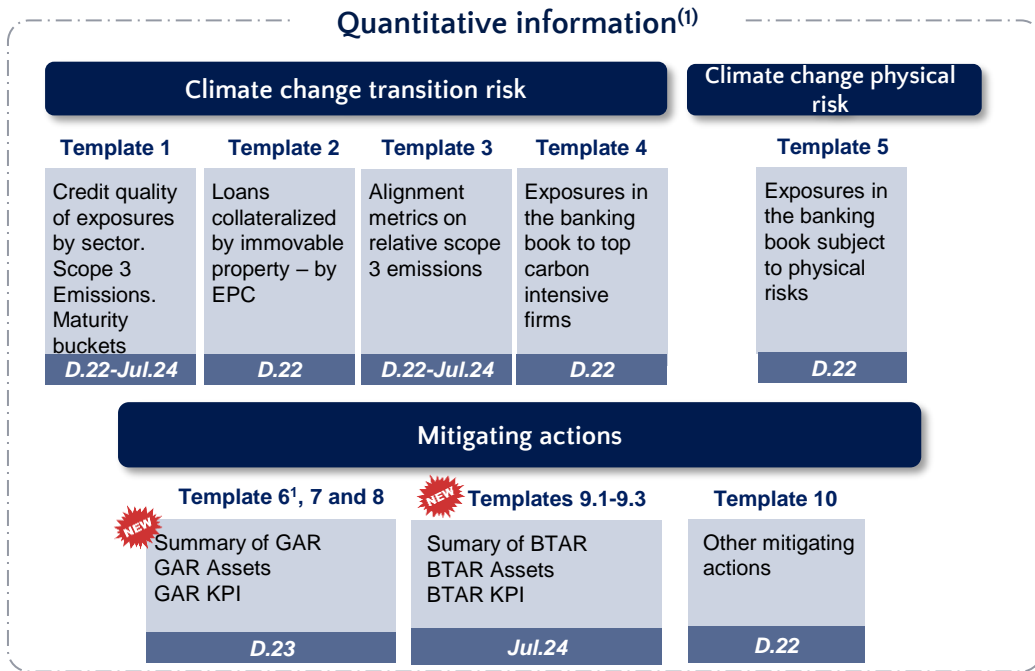 Quantitative information(1)
Climate change transition risk
Climate change physical
risk
Template 1
Credit quality
of exposures
by sector.
Scope 3
Emissions.
Maturity
buckets
D.22-Jul.24
Template 2
Loans
collateralized
by immovable
property – by
EPC
D.22
Template 3
Alignment
metrics on
relative scope
3 emissions
D.22-Jul.24
Template 4
Exposures in
the banking
book to top
carbon
intensive
firms
D.22
Template 5
Exposures in
the banking
book subject
to physical
risks
D.22
Mitigating actions
Template 6¹, 7 and 8
NEW
Summary of GAR
GAR Assets
GAR KPI
D.23
NEW
Templates 9.1-9.3
Sumary of BTAR
BTAR Assets
BTAR KPI
Jul.24
Template 10
Other mitigating
actions
D.22